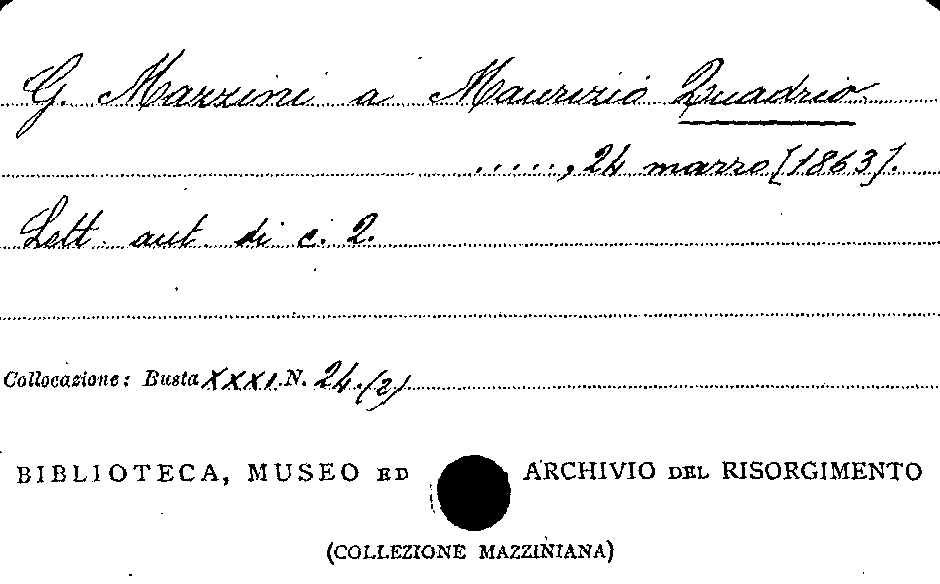 G. Mazzini a Maurizio Quadrio
....., 24 marzo [1863].
Lett. aut. di c. 2.
Collocazione: Busta XXXI. N. 24.(2)
BIBLIOTECA, MUSEO ED ARCHIVIO DEL RISORGIMENTO
(COLLEZIONE MAZZINIANA)